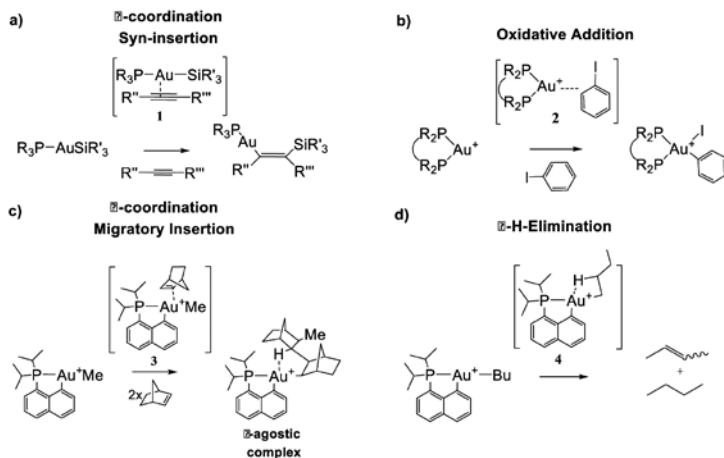 a)
⍰-coordination
Syn-insertion
R₃P—Au—SiR'₃
R" R'"
1
R₃P—AuSiR'₃
R" R'"
R₃P
Au SiR'₃
R" R'"
b)
Oxidative Addition
R₂P
Au⁺
R₂P
I
2
R₂P
Au⁺
R₂P
I
R₂P I
Au⁺
R₂P
c)
⍰-coordination
Migratory Insertion
P—Au⁺Me
3
P—Au⁺Me
2x
Me
H
P—Au⁺
⍰-agostic
complex
d)
⍰-H-Elimination
H
P—Au⁺
4
P—Au⁺—Bu
+